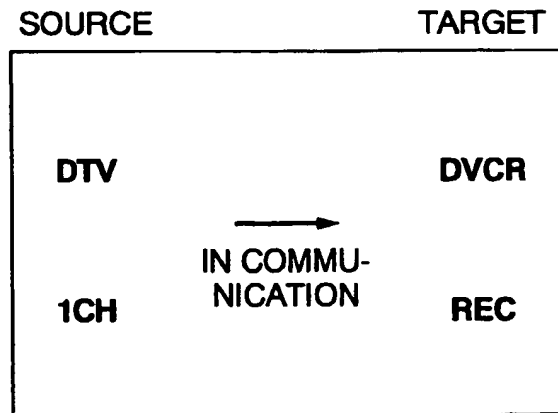 SOURCE TARGET
DTV DVCR
IN COMMU-
NICATION
1CH REC